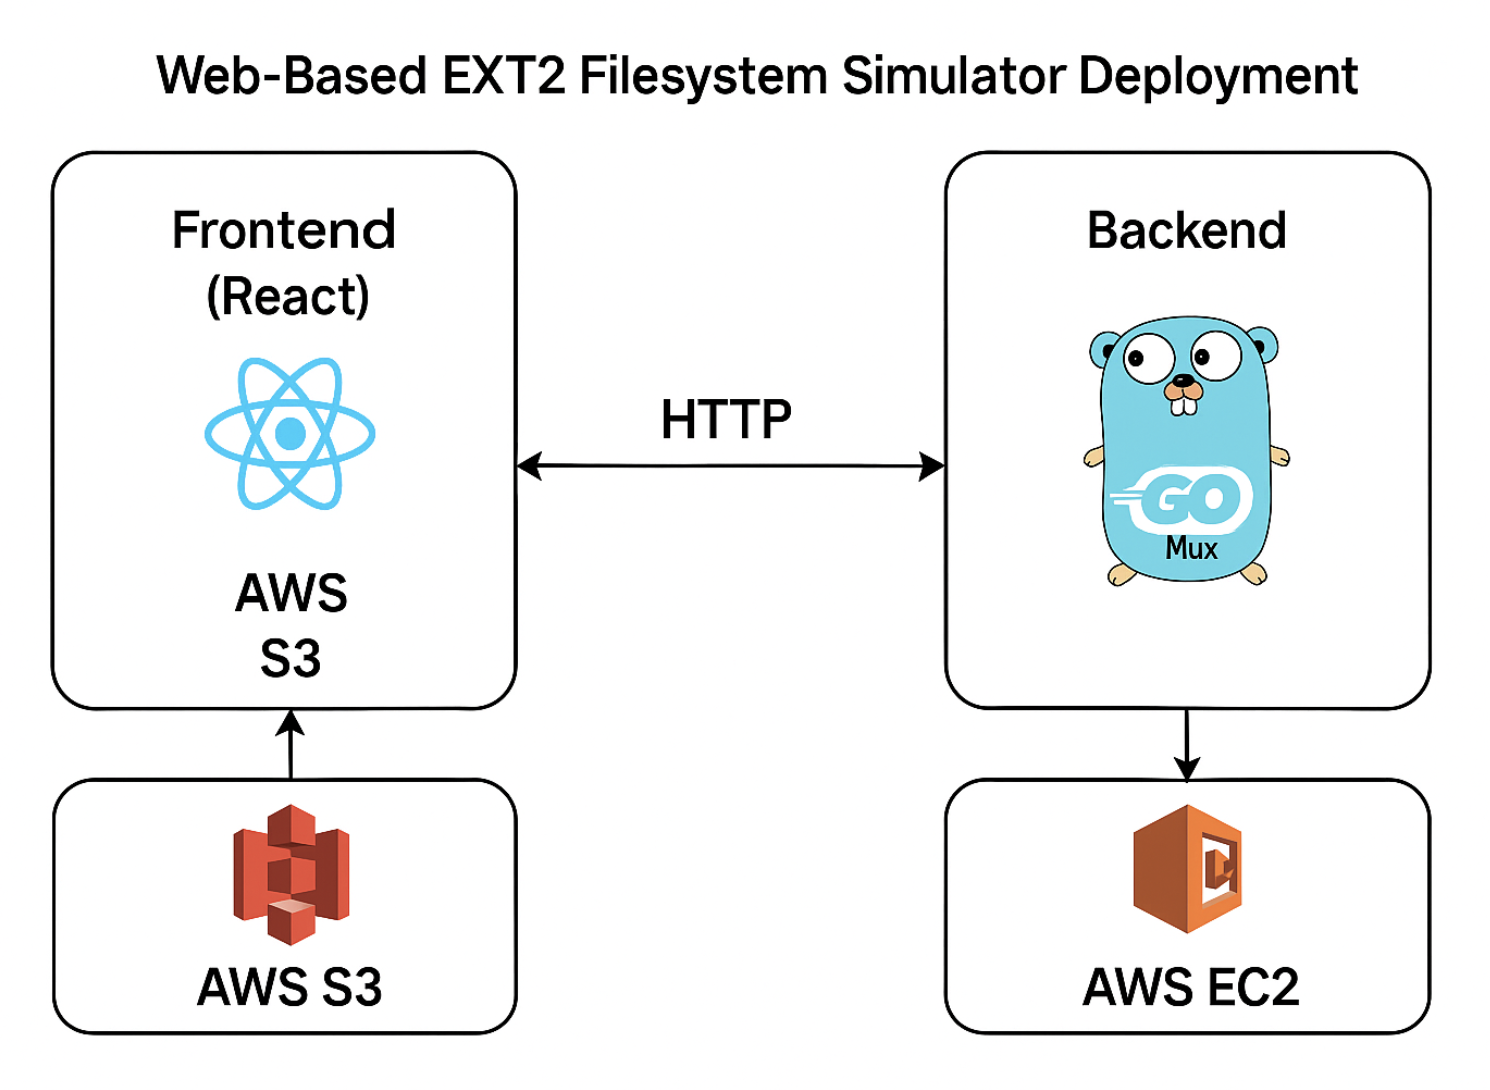 Web-Based EXT2 Filesystem Simulator Deployment
Frontend
(React)
AWS
S3
HTTP
Backend
GO
Mux
AWS S3
AWS EC2